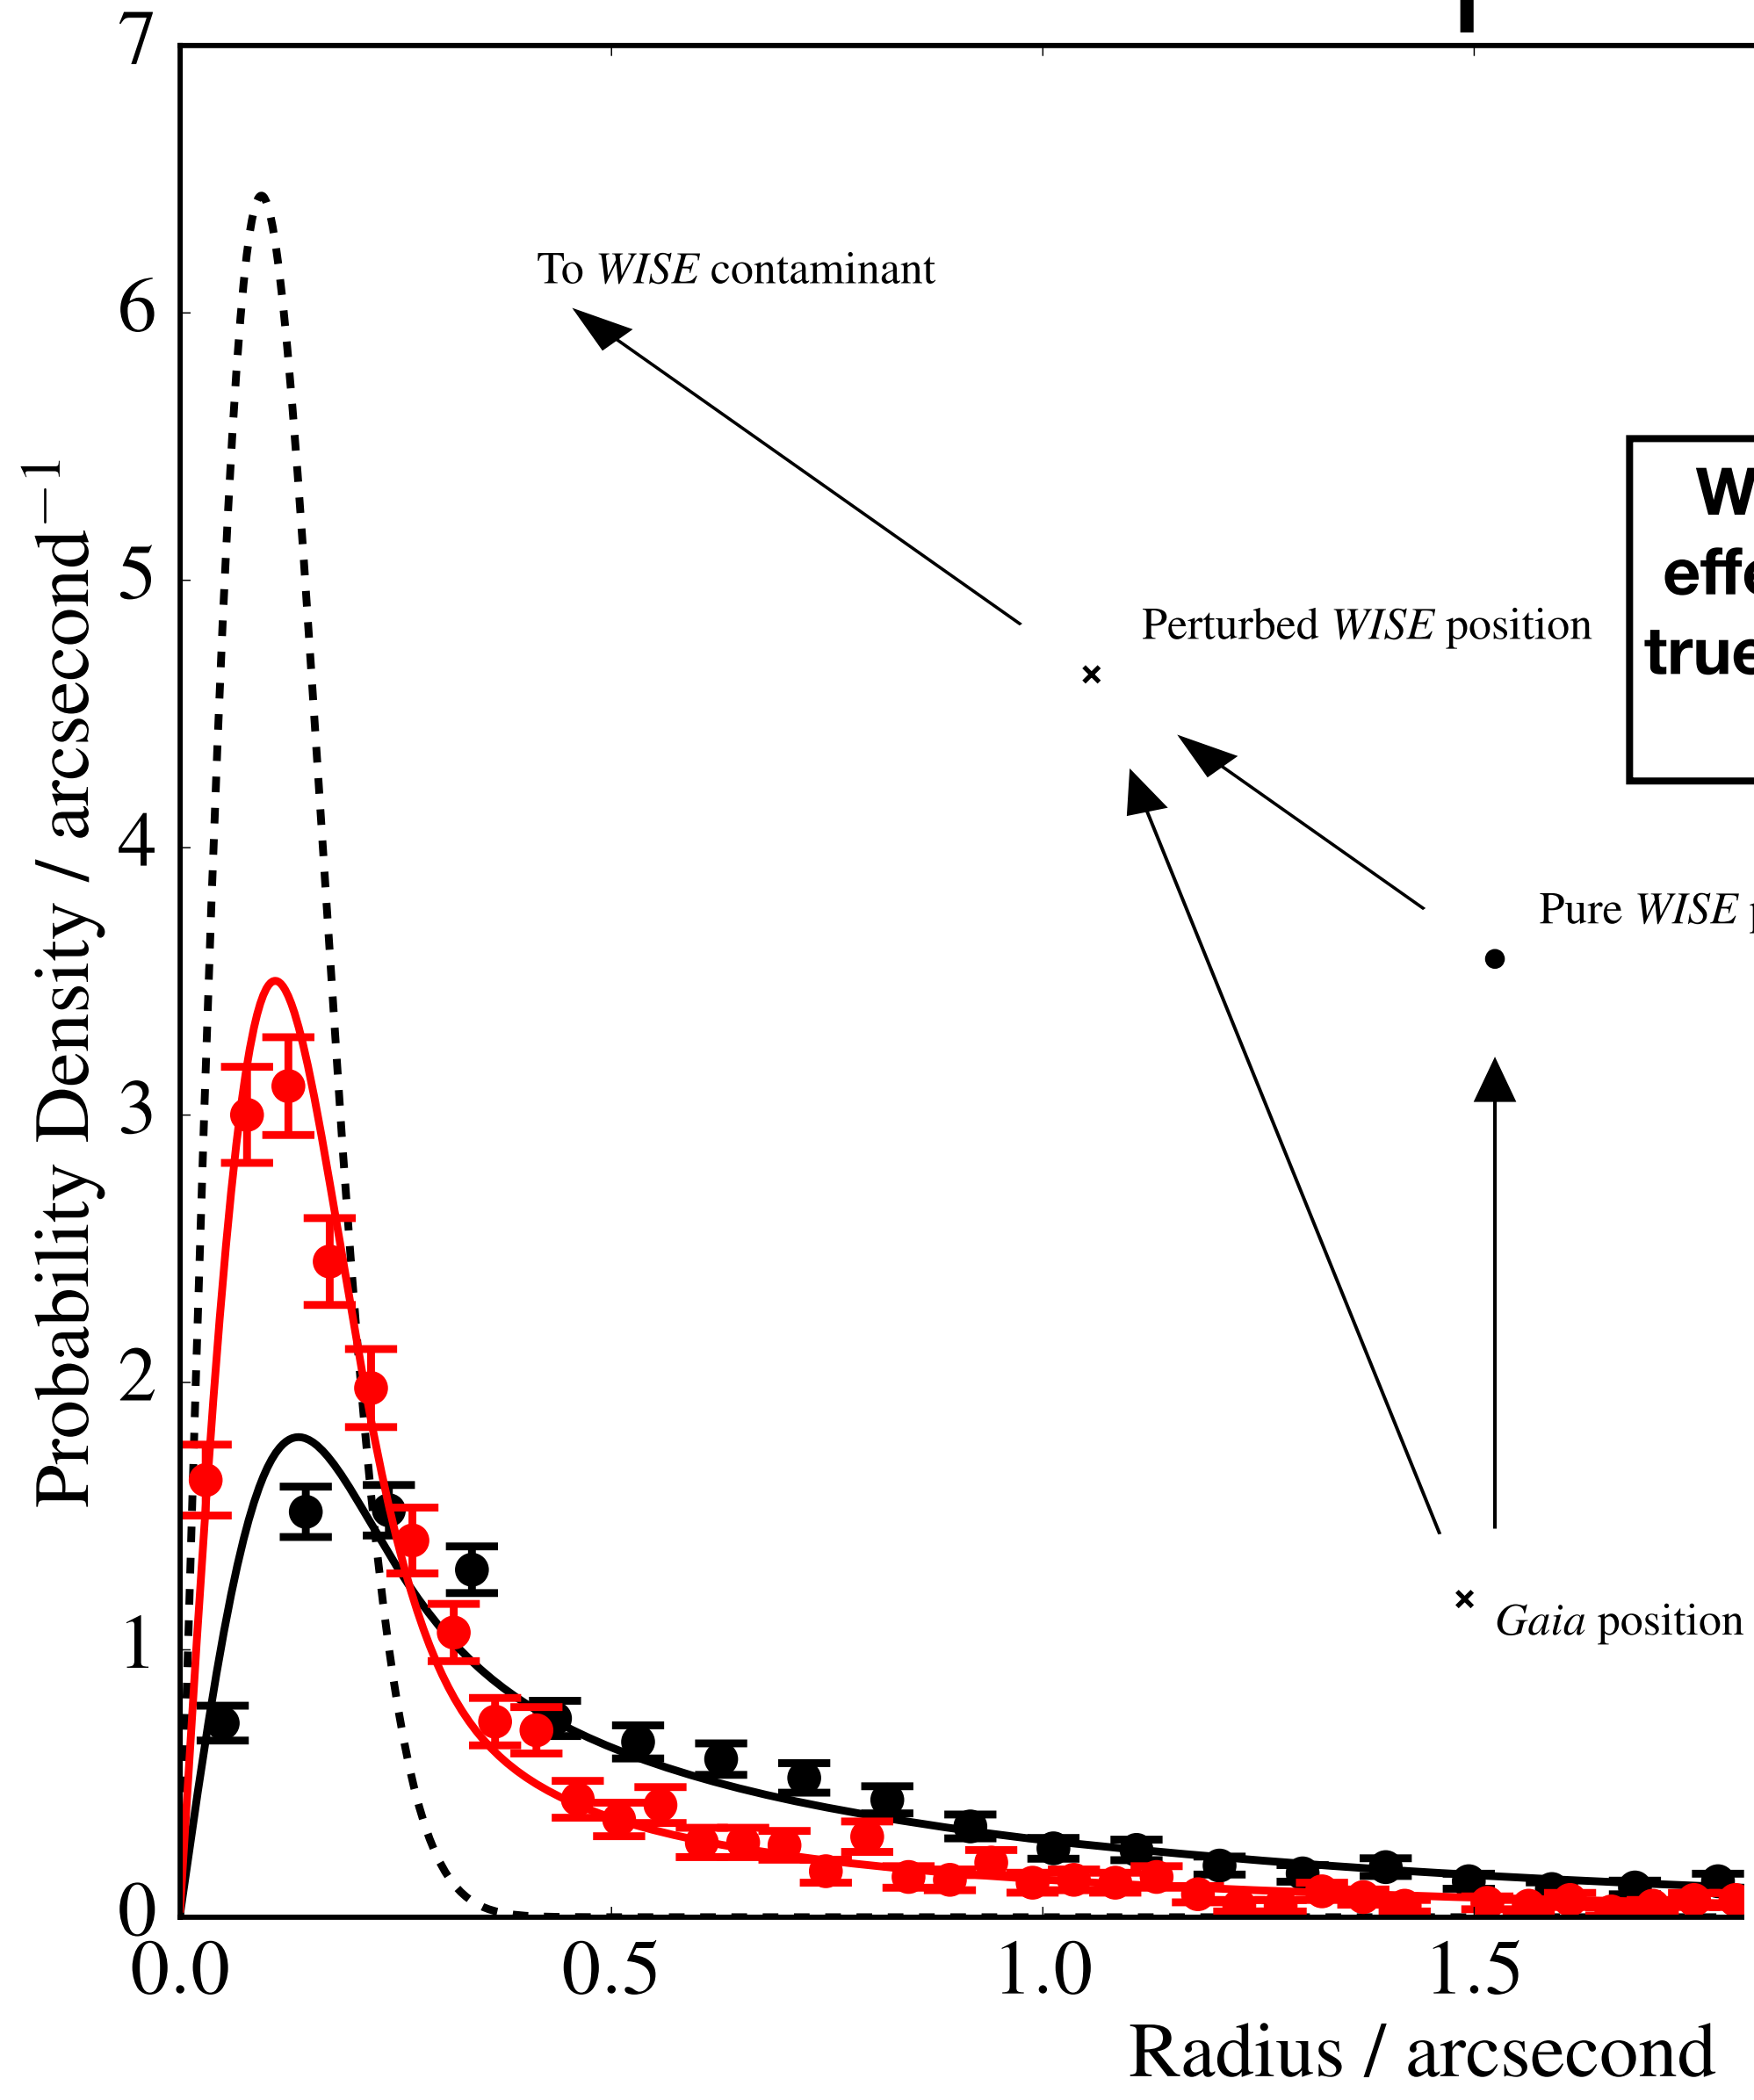 7
6
5
4
3
2
1
0
Probability Density / arcsecond⁻¹
To WISE contaminant
Perturbed WISE position
Pure WISE
Gaia position
0.0 0.5 1.0 1.5
Radius / arcsecond